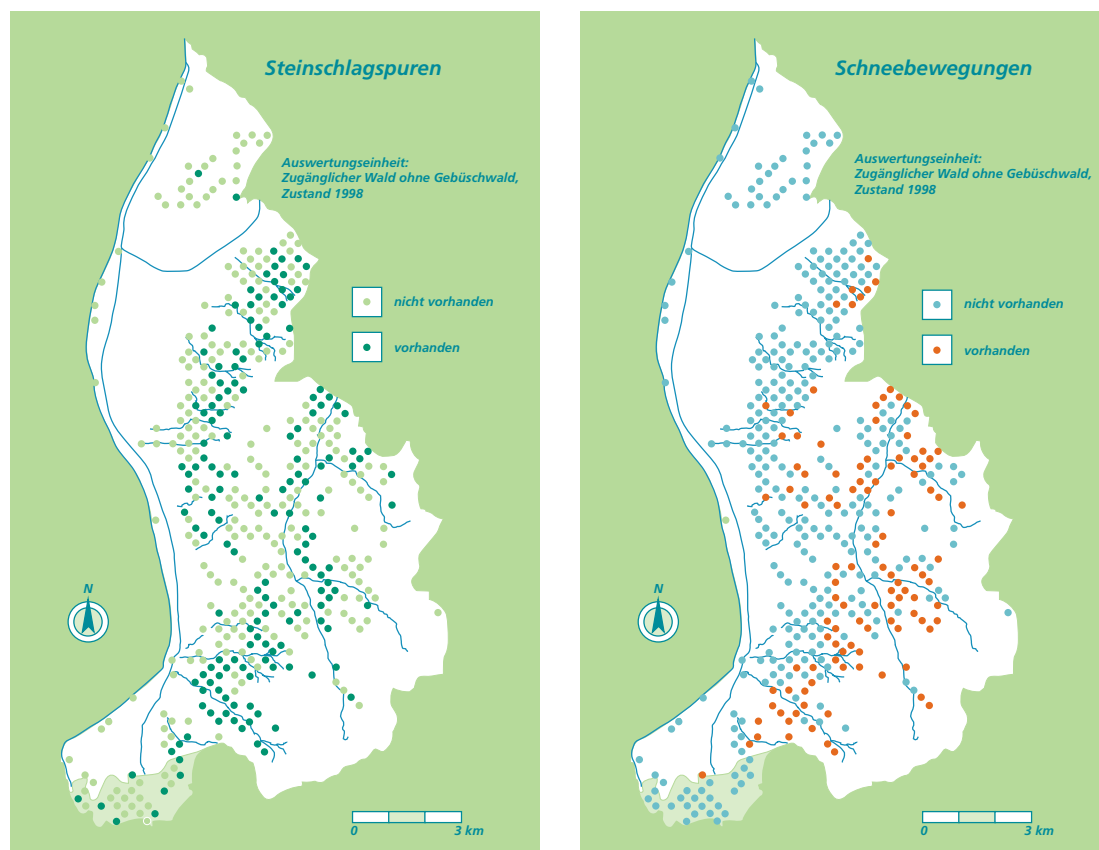 Steinschlagspuren
Auswertungseinheit:
Zugänglicher Wald ohne Gebüschwald,
Zustand 1998
nicht vorhanden
vorhanden
N
0 3 km
Schneebewegungen
Auswertungseinheit:
Zugänglicher Wald ohne Gebüschwald,
Zustand 1998
nicht vorhanden
vorhanden
N
0 3 km